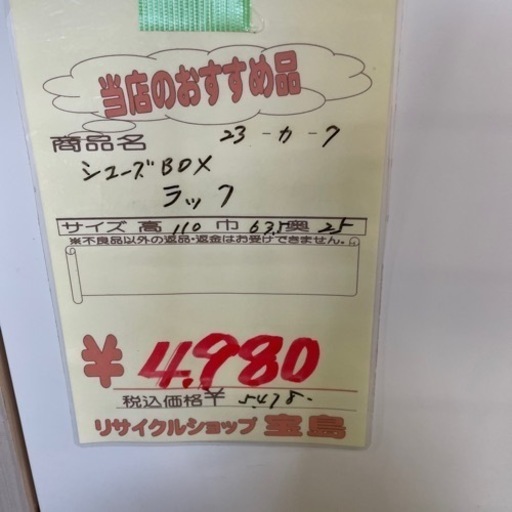 当店のおすすめ品
商品名 23-カ-7
シューズBOX
ラック
サイズ 高 110 巾 63.5 奥 25
※不良品以外の返品・返金はお受けできません。
¥4,980
税込価格¥ 5,478-
リサイクルショップ 宝島